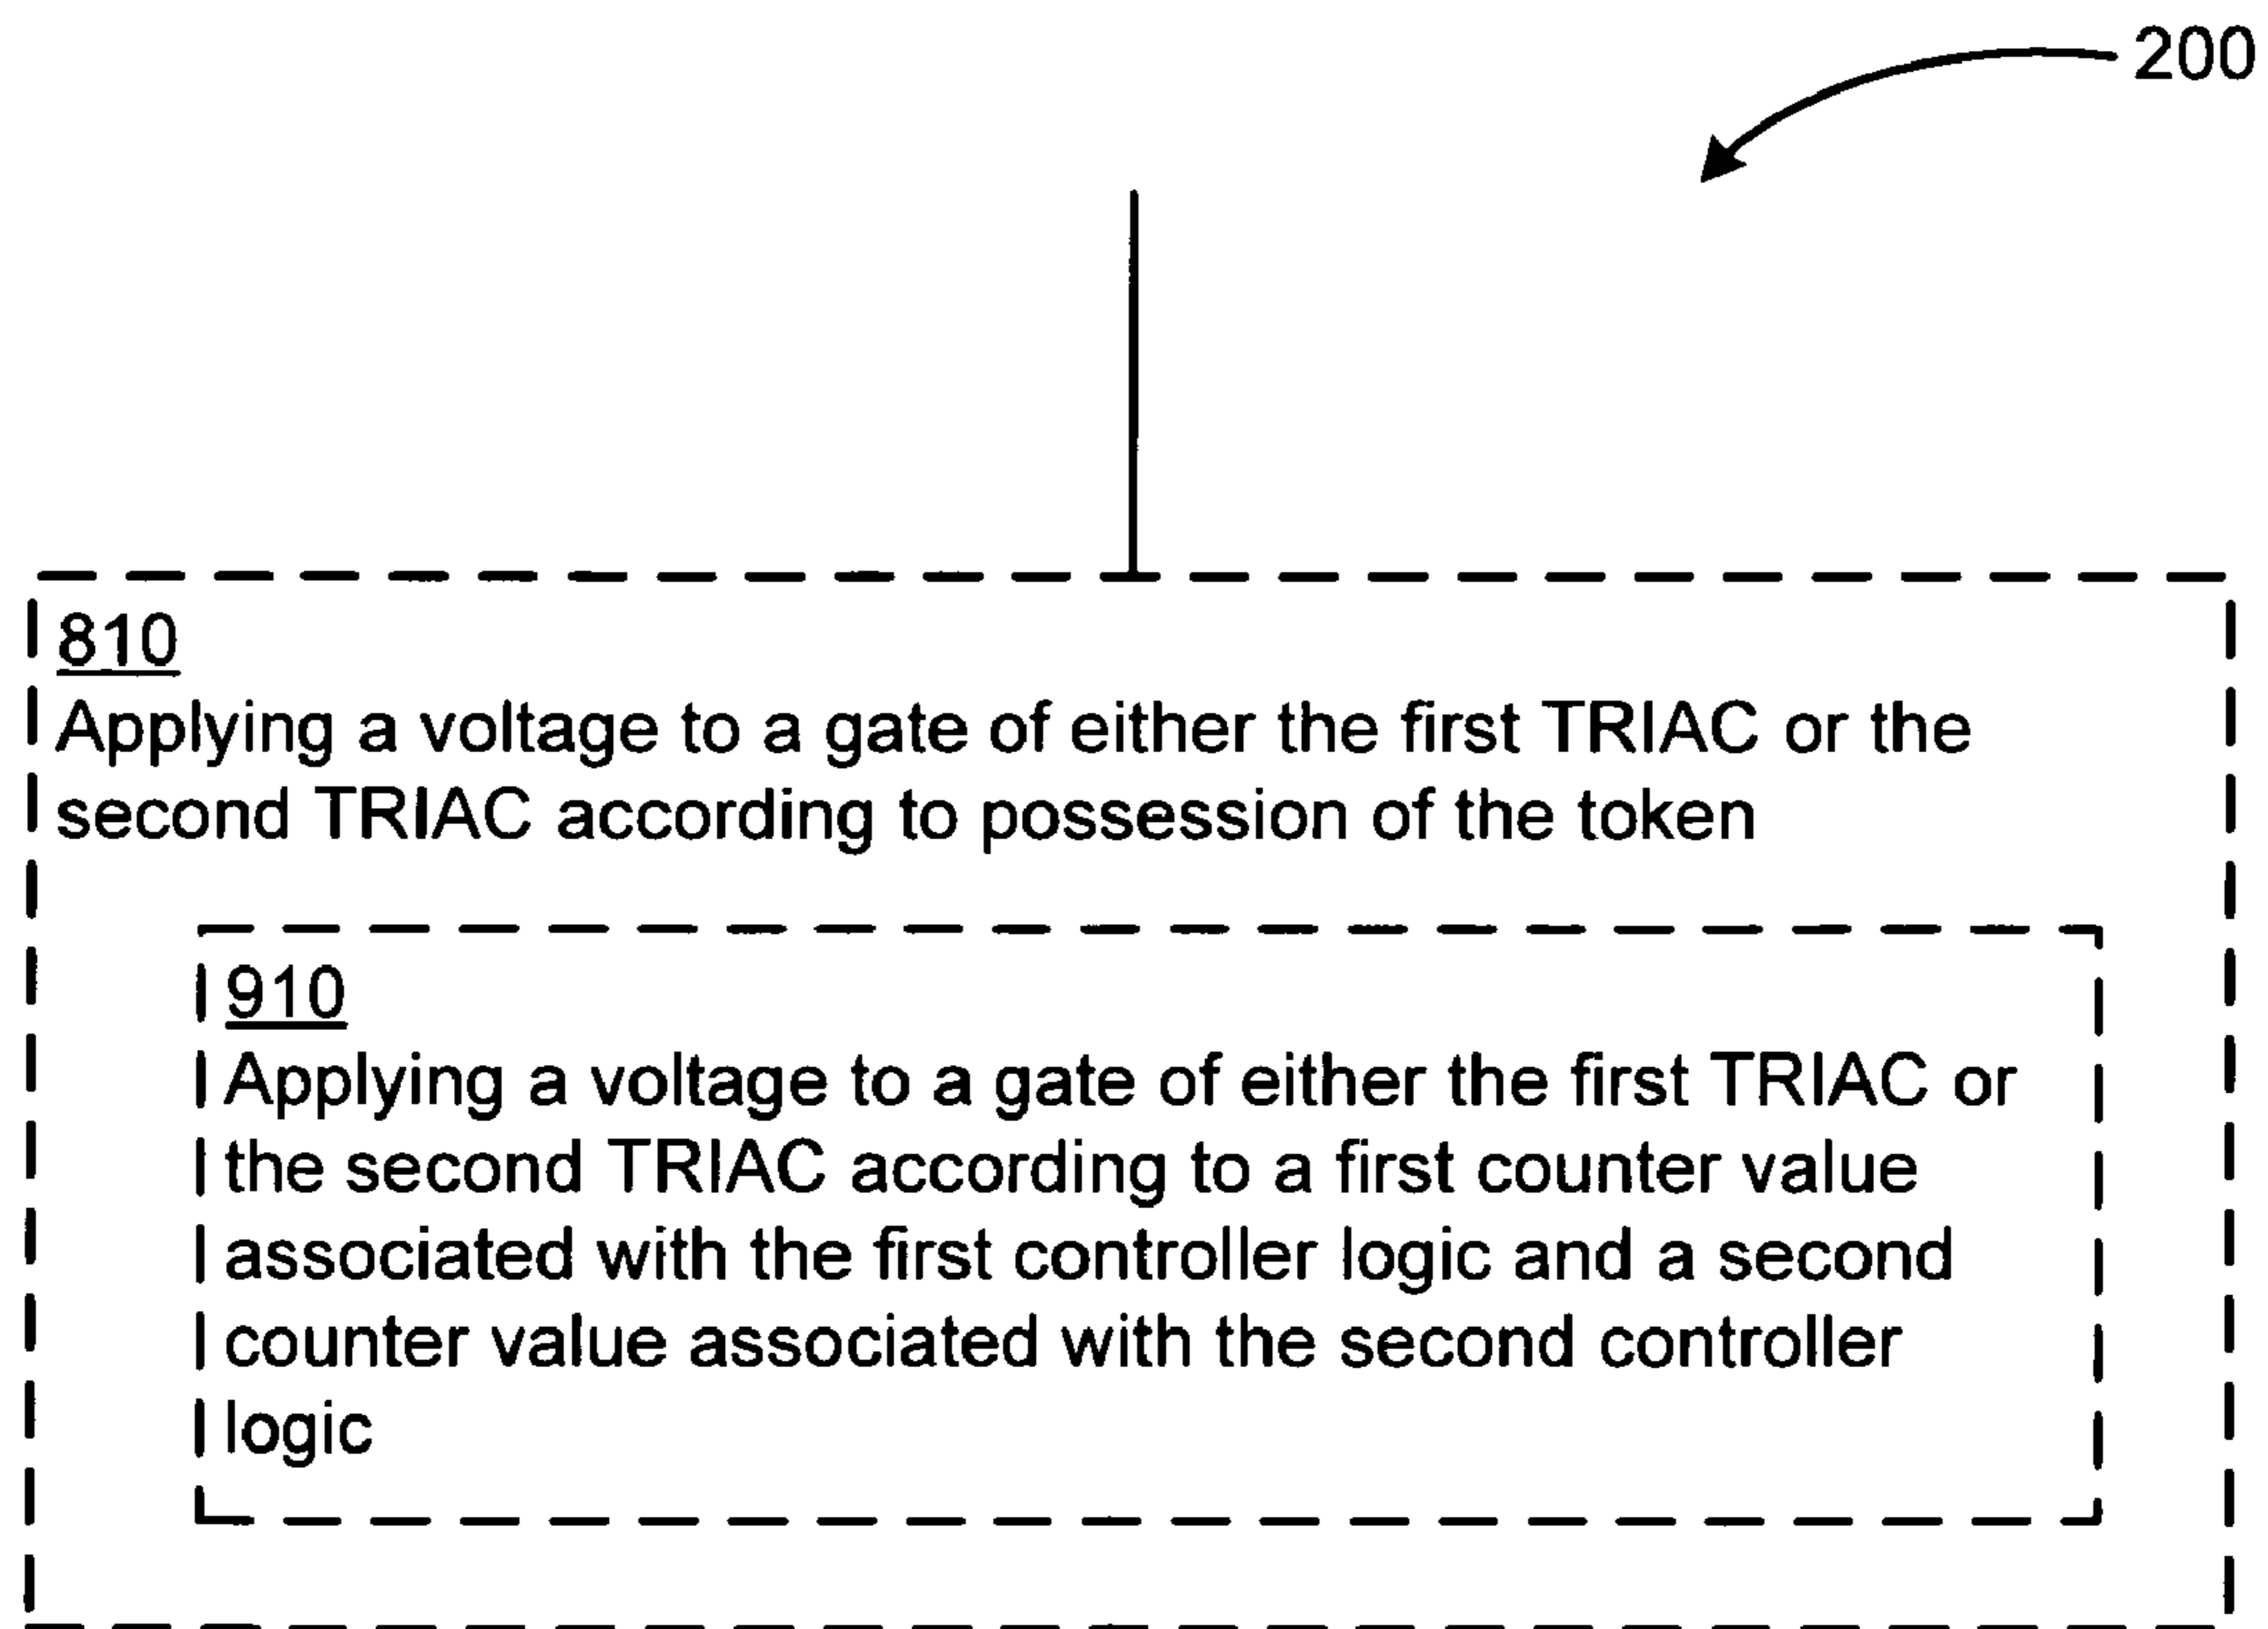 200
810
Applying a voltage to a gate of either the first TRIAC or the
second TRIAC according to possession of the token
910
Applying a voltage to a gate of either the first TRIAC or
the second TRIAC according to a first counter value
associated with the first controller logic and a second
counter value associated with the second controller
logic